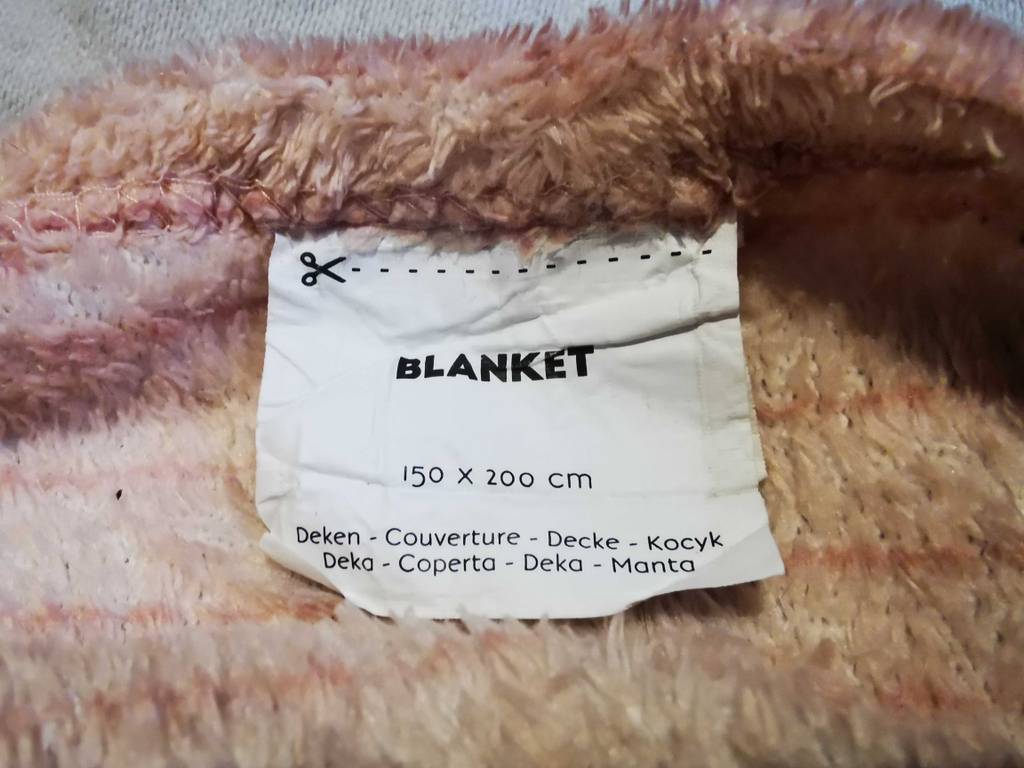 BLANKET
150 x 200 cm
Deken - Couverture - Decke - Kocyk
Deka - Coperta - Deka - Manta